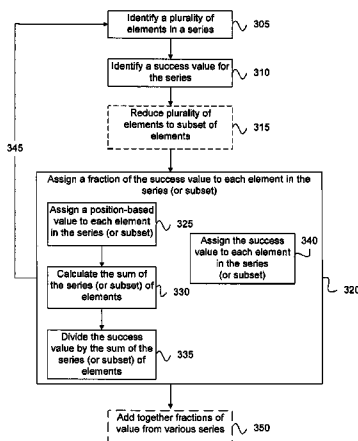 Identify a plurality of
elements in a series
305
Identify a success value for
the series
310
Reduce plurality of
elements to subset of
elements
315
345
Assign a fraction of the success value to each element in the
series (or subset)
Assign a position-based
value to each element
in the series (or subset)
325
Assign the success
value to each element
in the series
(or subset)
340
Calculate the sum of
the series (or subset) of
elements
330
320
Divide the success
value by the sum of the
series (or subset) of
elements
335
Add together fractions of
value from various series
350